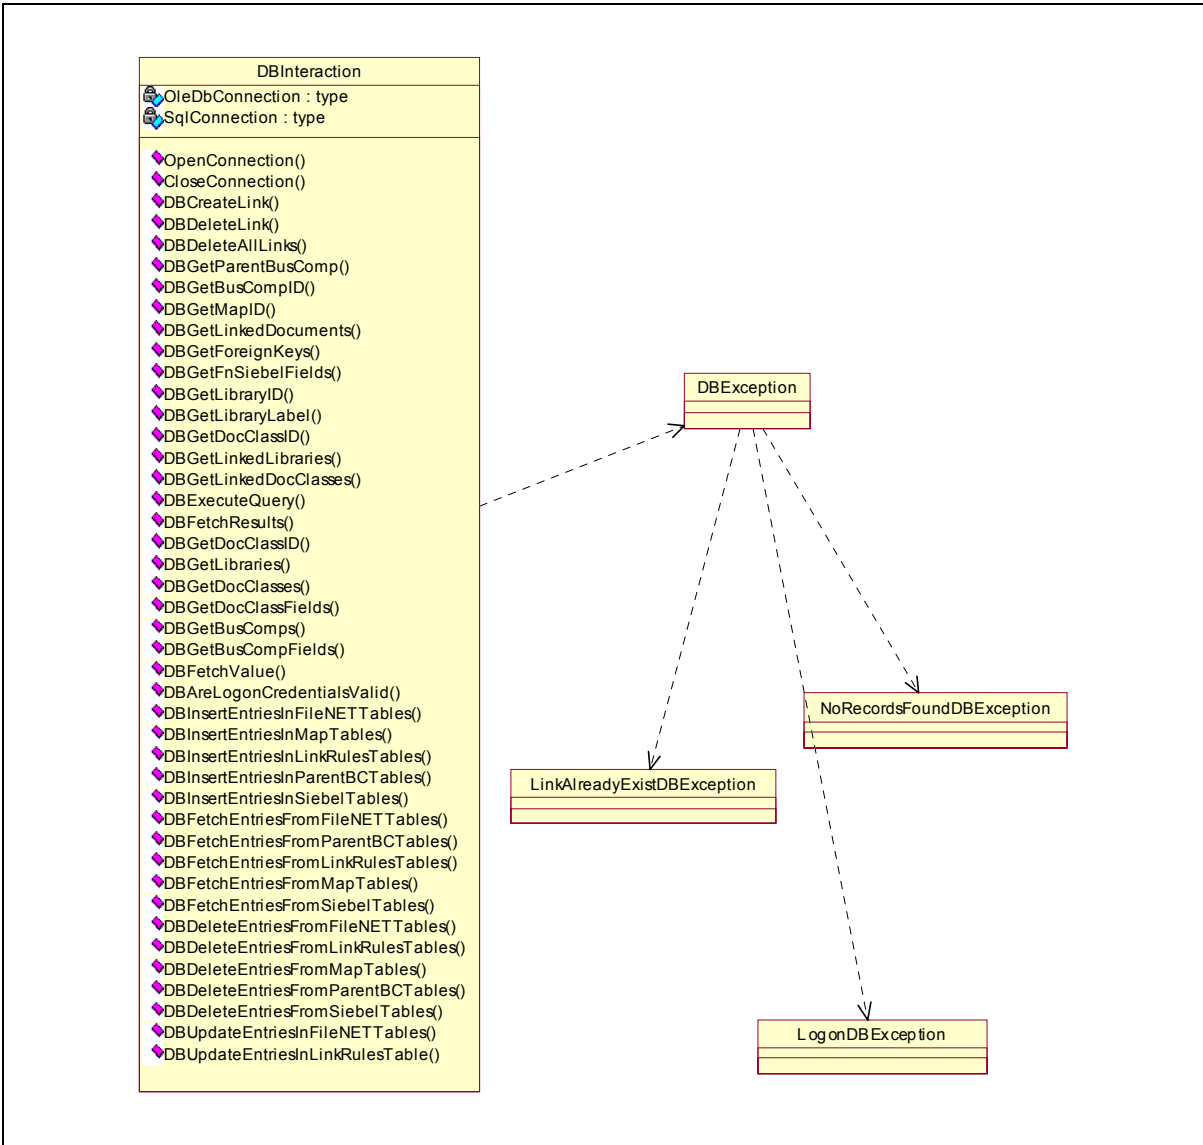 DBInteraction
OleDbConnection : type
SqlConnection : type
OpenConnection()
CloseConnection()
DBCreateLink()
DBDeleteLink()
DBDeleteAllLinks()
DBGetParentBusComp()
DBGetBusCompID()
DBGetMapID()
DBGetLinkedDocuments()
DBGetForeignKeys()
DBGetFnSiebelFields()
DBGetLibraryID()
DBGetLibraryLabel()
DBGetDocClassID()
DBGetLinkedLibraries()
DBGetLinkedDocClasses()
DBExecuteQuery()
DBFetchResults()
DBGetDocClassID()
DBGetLibraries()
DBGetDocClasses()
DBGetDocClassFields()
DBGetBusComps()
DBGetBusCompFields()
DBFetchValue()
DBAreLogonCredentialsValid()
DBInsertEntriesInFileNETTables()
DBInsertEntriesInMapTables()
DBInsertEntriesInLinkRulesTables()
DBInsertEntriesInParentBCTables()
DBInsertEntriesInSiebelTables()
DBFetchEntriesFromFileNETTables()
DBFetchEntriesFromParentBCTables()
DBFetchEntriesFromLinkRulesTables()
DBFetchEntriesFromMapTables()
DBFetchEntriesFromSiebelTables()
DBDeleteEntriesFromFileNETTables()
DBDeleteEntriesFromLinkRulesTables()
DBDeleteEntriesFromMapTables()
DBDeleteEntriesFromParentBCTables()
DBDeleteEntriesFromSiebelTables()
DBUpdateEntriesInFileNETTables()
DBUpdateEntriesInLinkRulesTable()
DBException
NoRecordsFoundDBException
LinkAlreadyExistDBException
LogonDBException